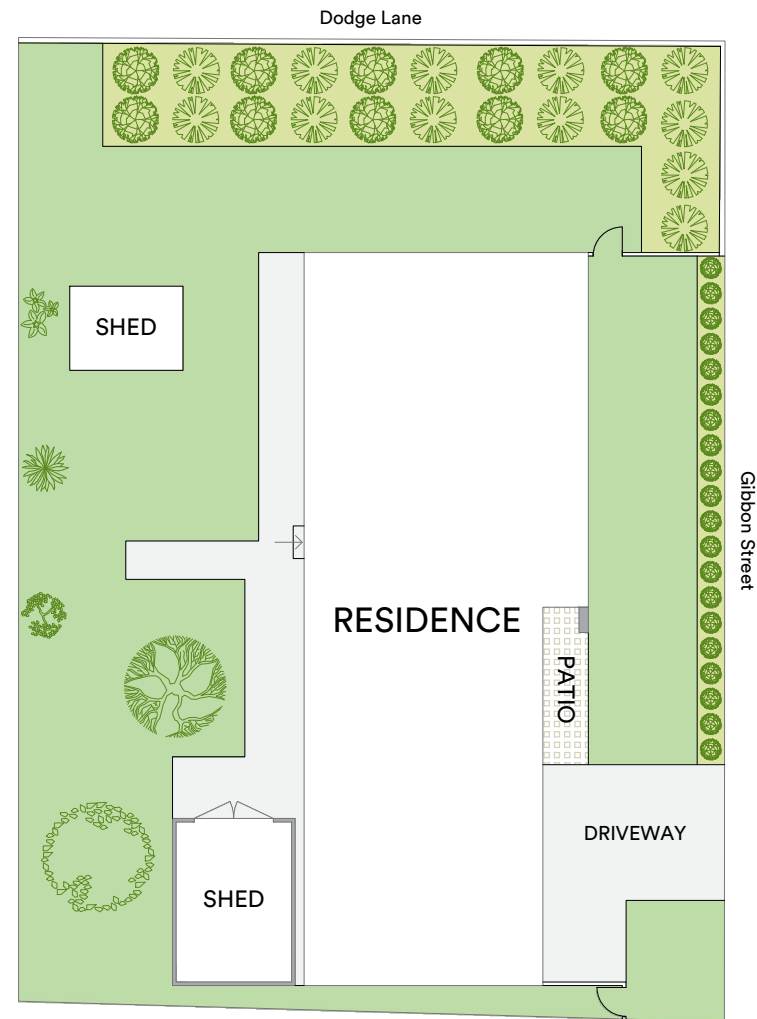 Dodge Lane
SHED
Gibbon Street
RESIDENCE
PATIO
DRIVEWAY
SHED